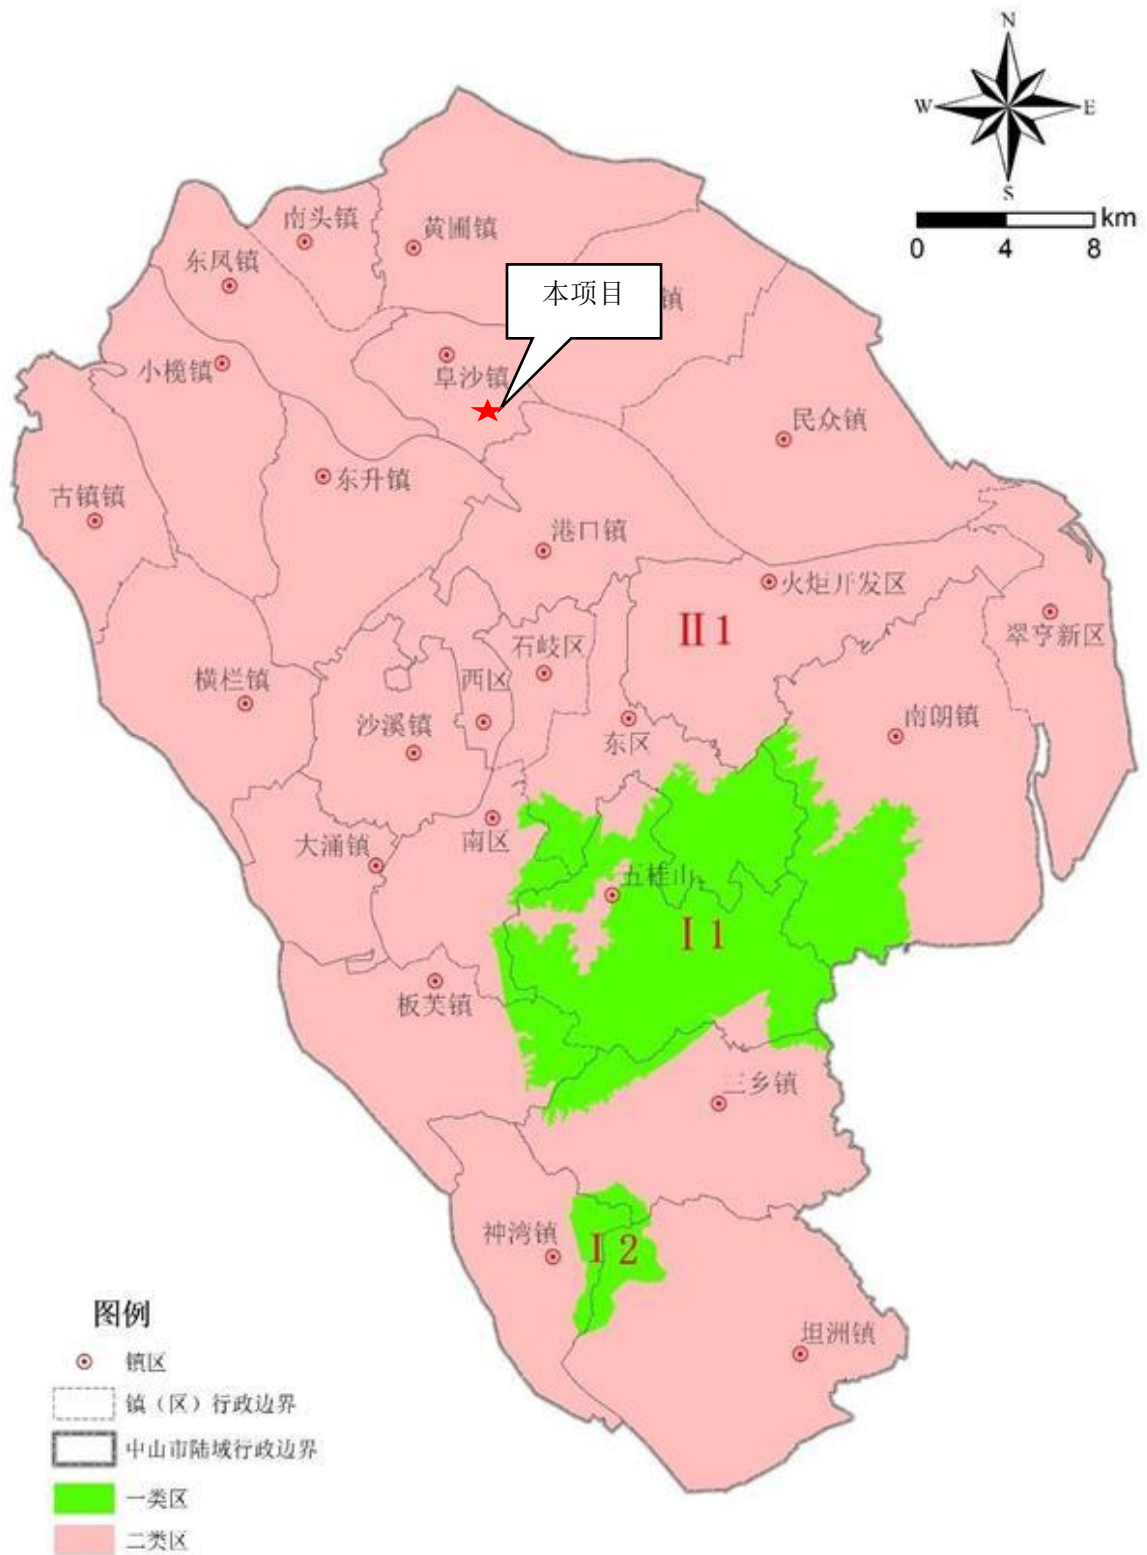 N
W
E
S
km
0 4 8
南头镇
黄圃镇
东凤镇
本项目
镇
小榄镇
阜沙镇
民众镇
东升镇
古镇镇
港口镇
火炬开发区
II 1
石岐区
翠亨新区
横栏镇
西区
沙溪镇
东区
南朗镇
大涌镇
南区
五桂山
I 1
板芙镇
三乡镇
神湾镇
I 2
坦洲镇
图例
镇区
镇（区）行政边界
中山市陆域行政边界
一类区
二类区